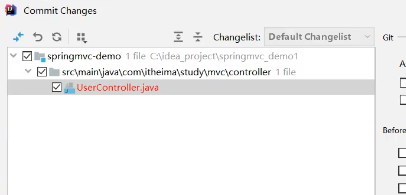 Commit Changes
Changelist: Default Changelist Git
springmvc-demo 1 file C:\idea_project\springmvc_demo1
A
src\main\java\com\itheima\study\mvc\controller 1 file
UserController.java
Before